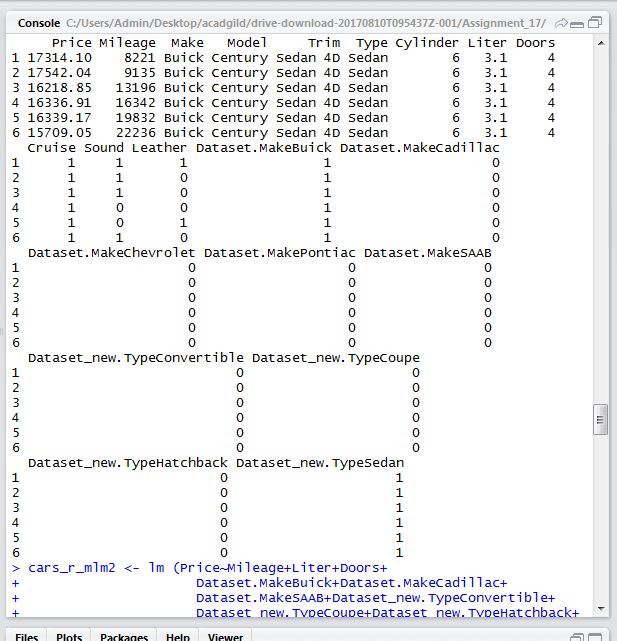 Console C:/Users/Admin/Desktop/acadgild/drive-download-20170810T095437Z-001/Assignment_17/
Price Mileage Make Model Trim Type Cylinder Liter Doors
1 17314.10 8221 Buick Century Sedan 4D Sedan 6 3.1 4
2 17542.04 9135 Buick Century Sedan 4D Sedan 6 3.1 4
3 16218.85 13196 Buick Century Sedan 4D Sedan 6 3.1 4
4 16336.91 16342 Buick Century Sedan 4D Sedan 6 3.1 4
5 16339.17 19832 Buick Century Sedan 4D Sedan 6 3.1 4
6 15709.05 22236 Buick Century Sedan 4D Sedan 6 3.1 4
Cruise Sound Leather Dataset.MakeBuick Dataset.MakeCadillac
1 1 1 1 1 0
2 1 1 0 1 0
3 1 1 0 1 0
4 1 0 0 1 0
5 1 0 1 1 0
6 1 1 0 1 0
Dataset.MakeChevrolet Dataset.MakePontiac Dataset.MakeSAAB
1 0 0 0
2 0 0 0
3 0 0 0
4 0 0 0
5 0 0 0
6 0 0 0
Dataset_new.TypeConvertible Dataset_new.TypeCoupe
1 0 0
2 0 0
3 0 0
4 0 0
5 0 0
6 0 0
Dataset_new.TypeHatchback Dataset_new.TypeSedan
1 0 1
2 0 1
3 0 1
4 0 1
5 0 1
6 0 1
> cars_r_mlm2 <- lm (Price~Mileage+Liter+Doors+
+ Dataset.MakeBuick+Dataset.MakeCadillac+
+ Dataset.MakeSAAB+Dataset_new.TypeConvertible+
+ Dataset_new.TypeCoupe+Dataset_new.TypeHatchback+
Files Plots Packages Help Viewer